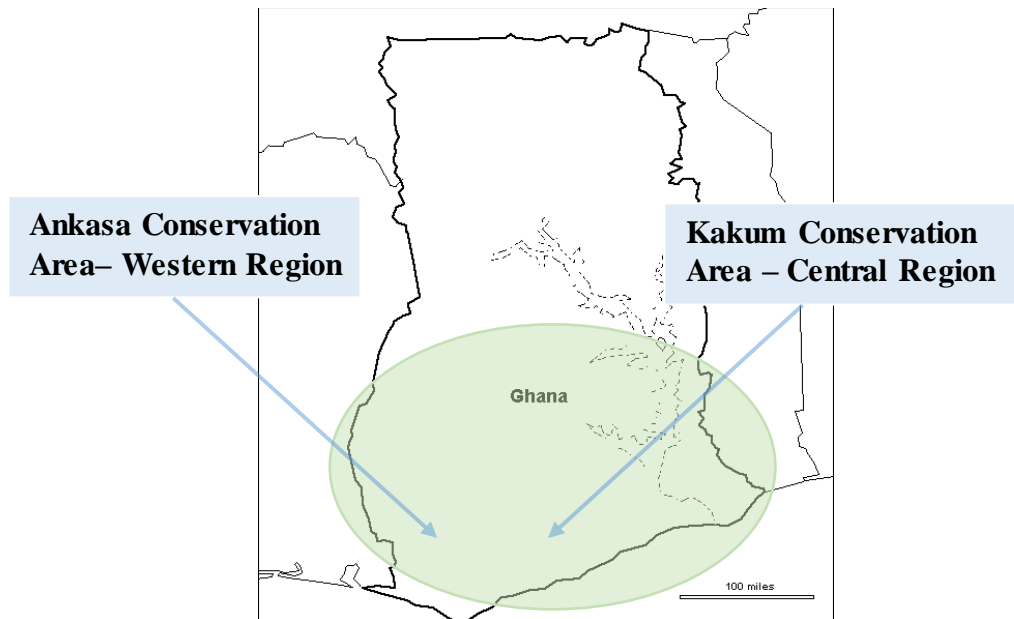 Ankasa Conservation
Area– Western Region
Kakum Conservation
Area – Central Region
Ghana
100 miles